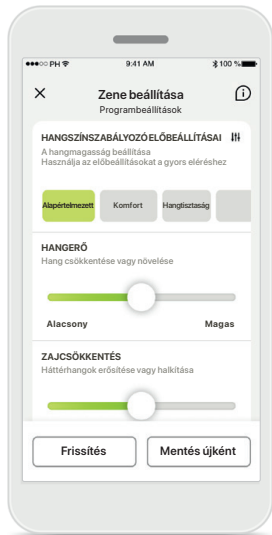 PH 9:41 AM 100 %
Zene beállítása
Programbeállítások
HANGSZÍNSZABÁLYOZÓ ELŐBEÁLLÍTÁSAI
A hangmagasság beállítása
Használja az előbeállításokat a gyors eléréshez
Alapértelmezett Komfort Hangtisztaság
HANGERŐ
Hang csökkentése vagy növelése
Alacsony Magas
ZAJCSÖKKENTÉS
Háttérhangok erősítése vagy halkítása
Frissítés Mentés újként